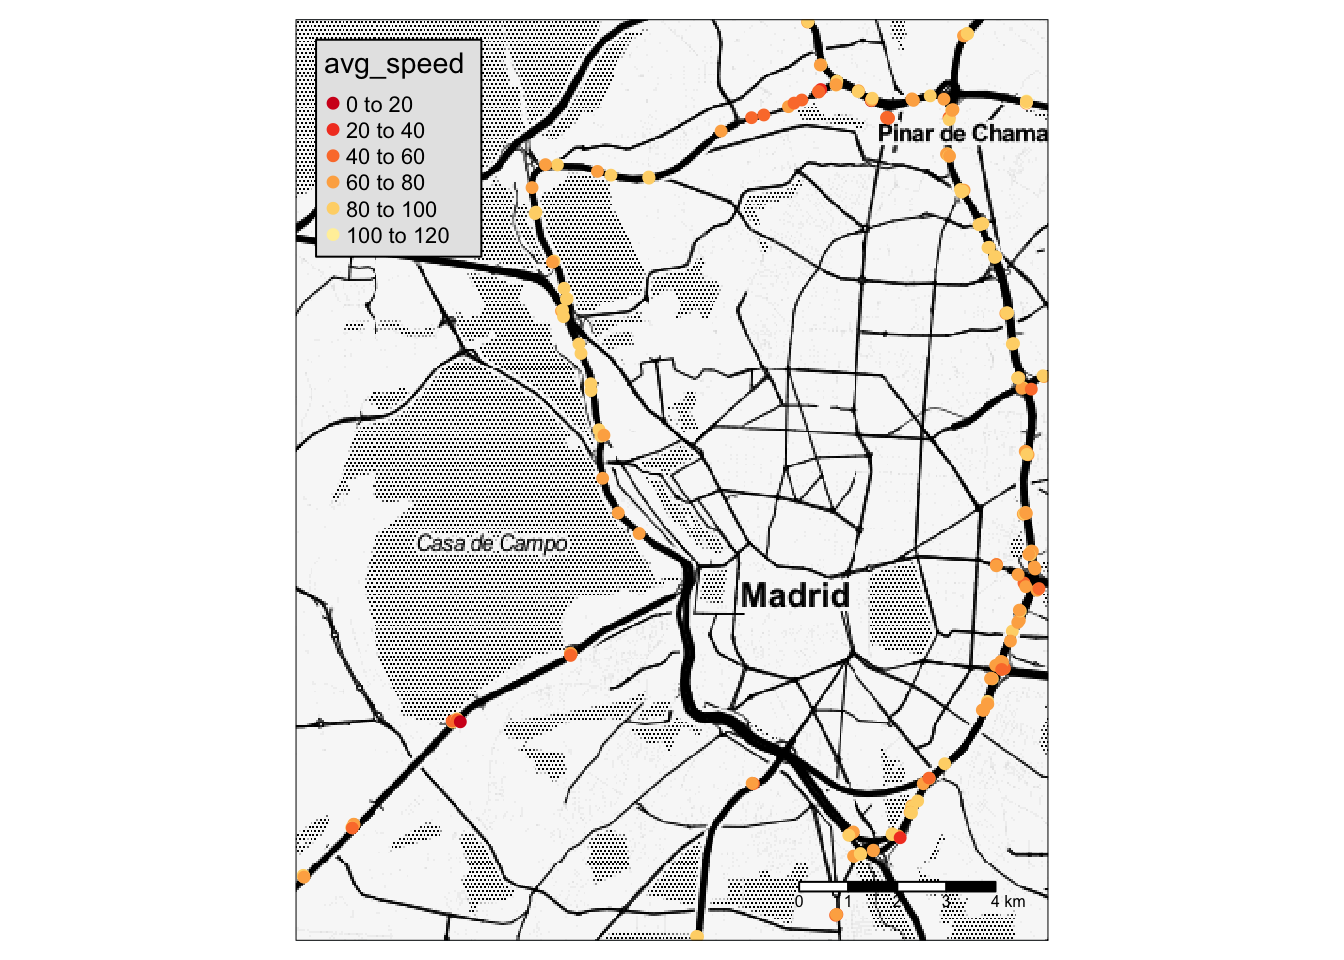 avg_speed
0 to 20
20 to 40
40 to 60
60 to 80
80 to 100
100 to 120
Pinar de Chama
Casa de Campo
Madrid
0 1 2 3 4 km